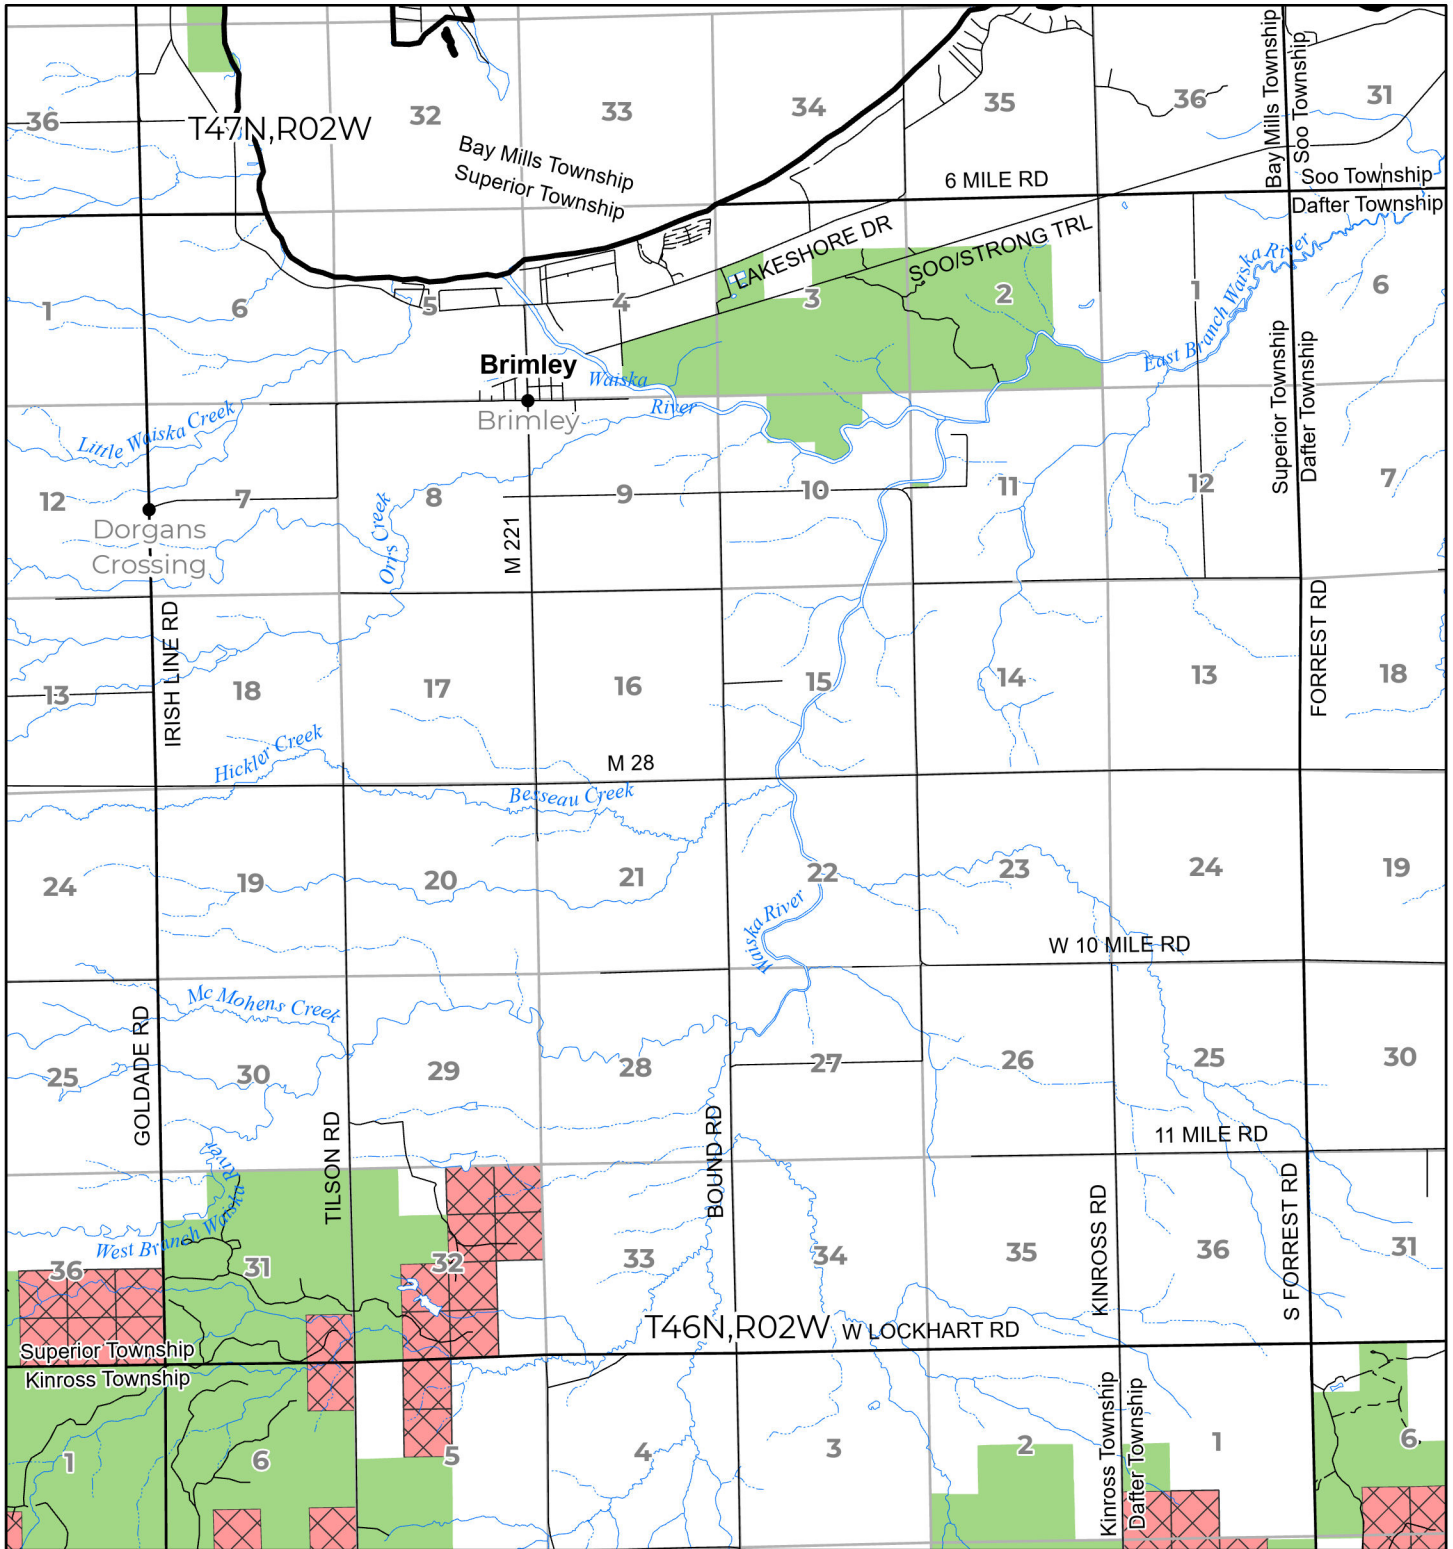 36
T47N,R02W
32
33
34
35
36
31
Bay Mills Township
Superior Township
Bay Mills Township
Soo Township
6 MILE RD
Soo Township
Dafter Township
LAKESHORE DR
SOO/STRONG TRL
East Branch Waiska River
1
6
5
4
3
2
1
6
Superior Township
Dafter Township
Brimley
Waiska
River
Brimley
Little Waiska Creek
12
7
8
9
10
11
12
7
Dorgans
Crossing
Orrs Creek
M 221
IRISH LINE RD
FORREST RD
13
18
17
16
15
14
13
18
Hickler Creek
M 28
Besseau Creek
24
19
20
21
22
23
24
19
Waiska River
W 10 MILE RD
Mc Mohens Creek
GOLDADE RD
25
30
29
28
27
26
25
30
TILSON RD
BOUND RD
11 MILE RD
West Branch Waiska
River
KINROSS RD
S FORREST RD
36
31
32
33
34
35
36
31
T46N,R02W
W LOCKHART RD
Superior Township
Kinross Township
Kinross Township
Dafter Township
1
6
5
4
3
2
1
6